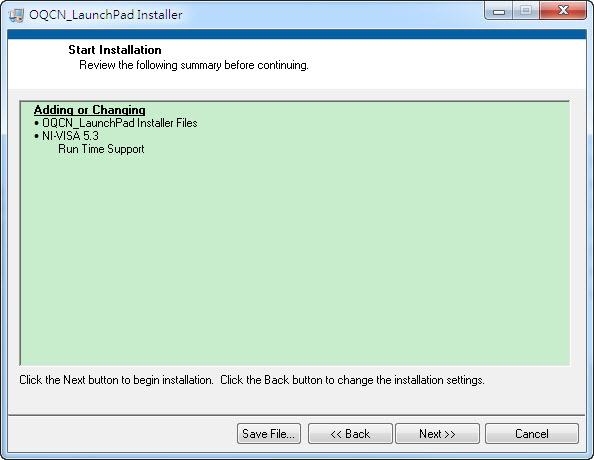 OQCN_LaunchPad Installer
Start Installation
Review the following summary before continuing.
Adding or Changing
• OQCN_LaunchPad Installer Files
• NI-VISA 5.3
Run Time Support
Click the Next button to begin installation.  Click the Back button to change the installation settings.
Save File...
<< Back
Next >>
Cancel